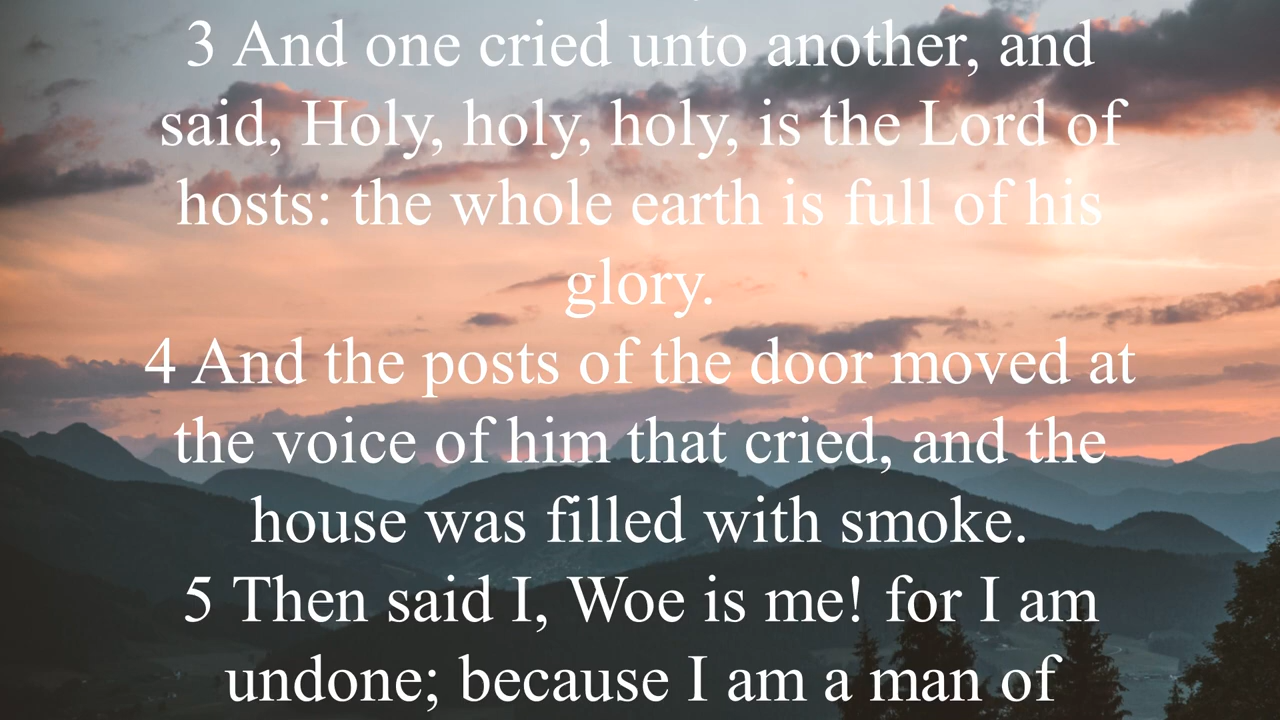 3 And one cried unto another, and
said, Holy, holy, holy, is the Lord of
hosts: the whole earth is full of his
glory.
4 And the posts of the door moved at
the voice of him that cried, and the
house was filled with smoke.
5 Then said I, Woe is me! for I am
undone; because I am a man of